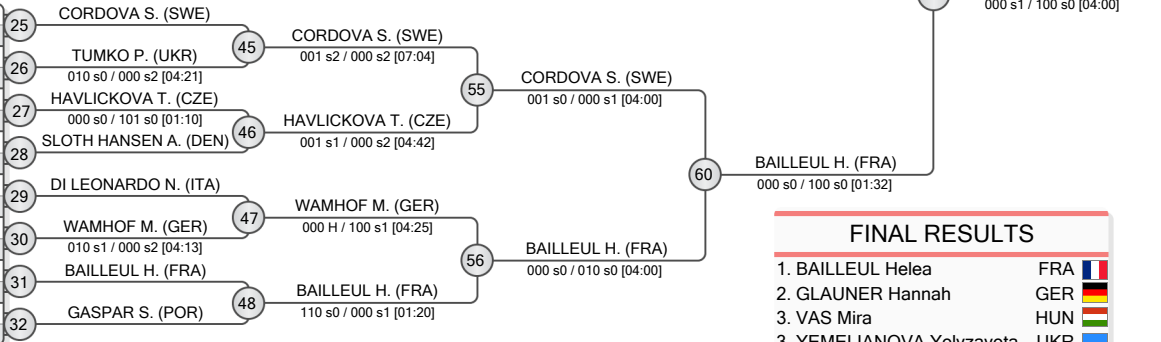 000 s1 / 100 s0 [04:00]
25
CORDOVA S. (SWE)
45
CORDOVA S. (SWE)
001 s2 / 000 s2 [07:04]
26
TUMKO P. (UKR)
010 s0 / 000 s2 [04:21]
55
CORDOVA S. (SWE)
001 s0 / 000 s1 [04:00]
27
HAVLICKOVA T. (CZE)
000 s0 / 101 s0 [01:10]
46
HAVLICKOVA T. (CZE)
001 s1 / 000 s2 [04:42]
28
SLOTH HANSEN A. (DEN)
60
BAILLEUL H. (FRA)
000 s0 / 100 s0 [01:32]
29
DI LEONARDO N. (ITA)
47
WAMHOF M. (GER)
000 H / 100 s1 [04:25]
30
WAMHOF M. (GER)
010 s1 / 000 s2 [04:13]
56
BAILLEUL H. (FRA)
000 s0 / 010 s0 [04:00]
31
BAILLEUL H. (FRA)
48
BAILLEUL H. (FRA)
110 s0 / 000 s1 [01:20]
32
GASPAR S. (POR)
FINAL RESULTS
1. BAILLEUL Helea FRA
2. GLAUNER Hannah GER
3. VAS Mira HUN
3. YEMELIANOVA Yelyzaveta UKR